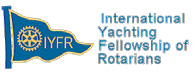 IYFR
International
Yachting
Fellowship of
Rotarians